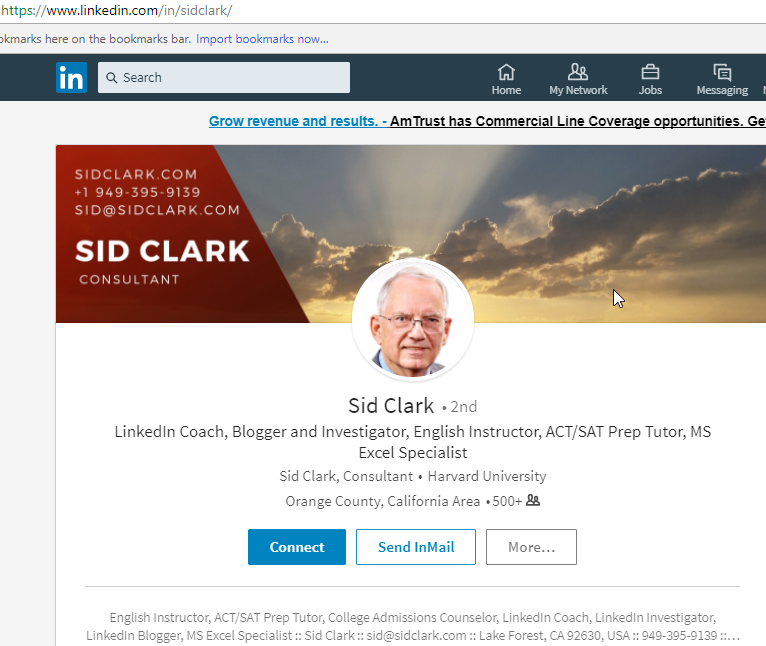 https://www.linkedin.com/in/sidclark/
okmarks here on the bookmarks bar. Import bookmarks now...
in Search
Home My Network Jobs Messaging
Grow revenue and results. - AmTrust has Commercial Line Coverage opportunities. Ge
SIDCLARK.COM
+1 949-395-9139
SID@SIDCLARK.COM
SID CLARK
CONSULTANT
Sid Clark • 2nd
LinkedIn Coach, Blogger and Investigator, English Instructor, ACT/SAT Prep Tutor, MS
Excel Specialist
Sid Clark, Consultant • Harvard University
Orange County, California Area • 500+
Connect Send InMail More...
English Instructor, ACT/SAT Prep Tutor, College Admissions Counselor, LinkedIn Coach, LinkedIn Investigator,
LinkedIn Blogger, MS Excel Specialist :: Sid Clark :: sid@sidclark.com :: Lake Forest, CA 92630, USA :: 949-395-9139 ::...